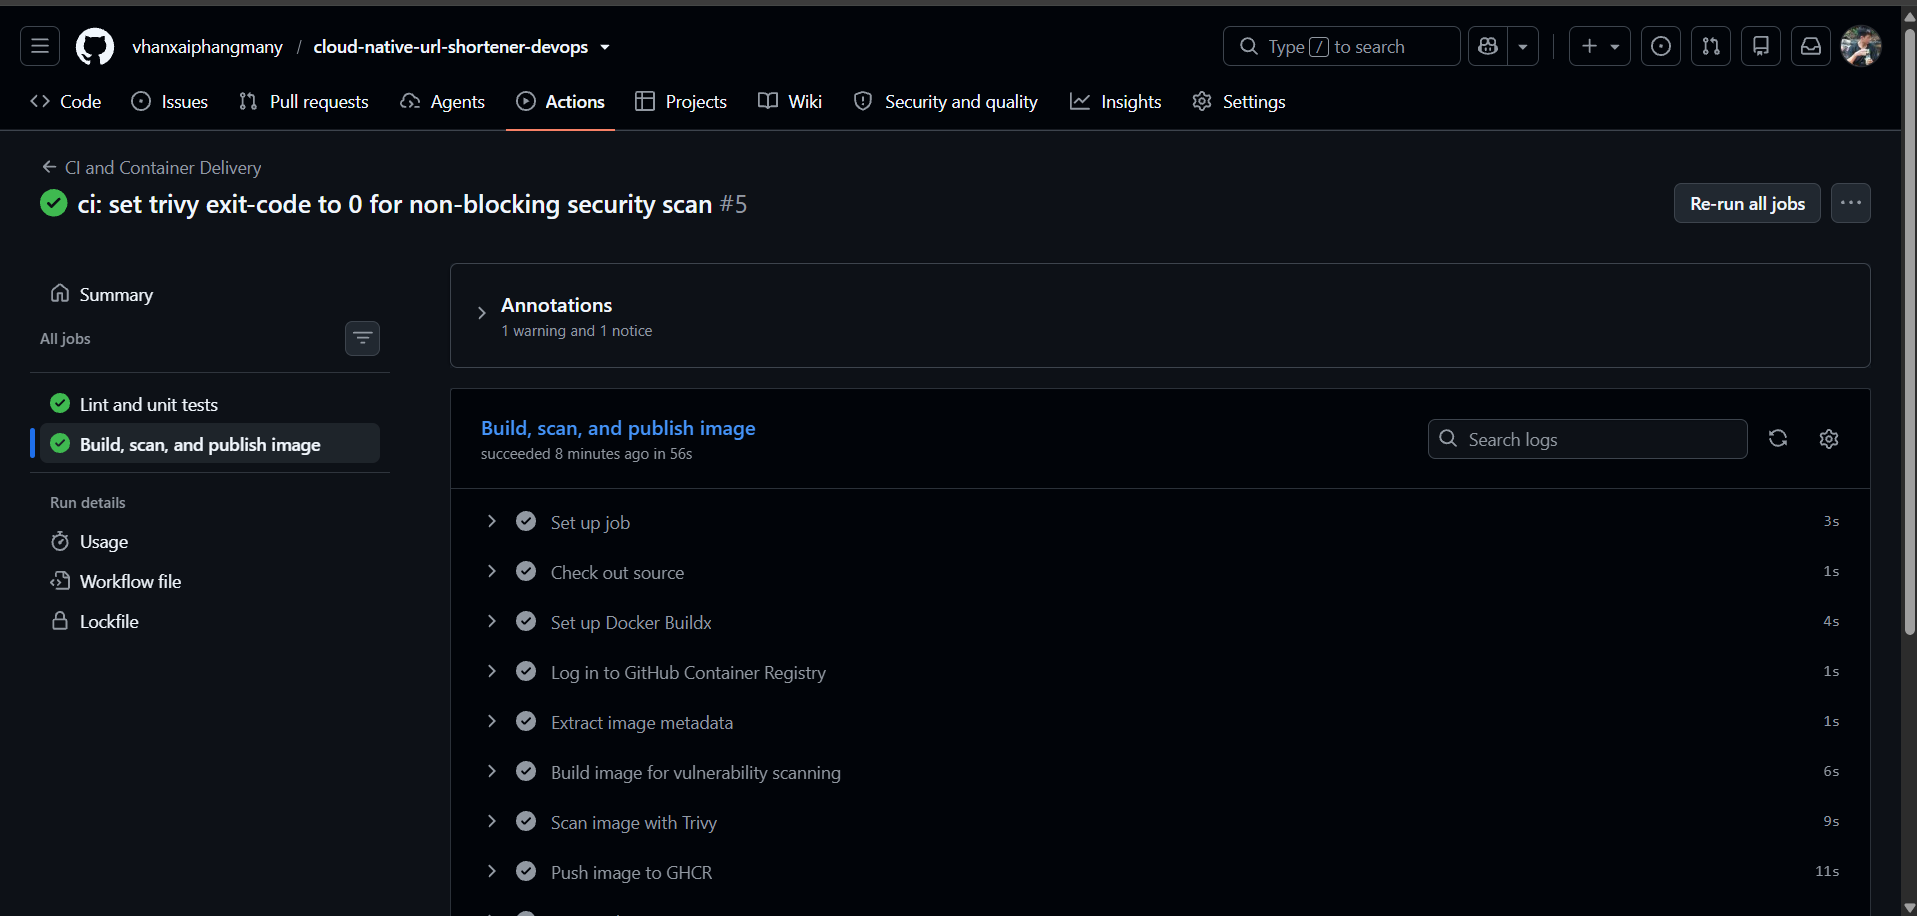 vhanxaiphangmany / cloud-native-url-shortener-devops
Type / to search
Code
Issues
Pull requests
Agents
Actions
Projects
Wiki
Security and quality
Insights
Settings
CI and Container Delivery
ci: set trivy exit-code to 0 for non-blocking security scan #5
Re-run all jobs
Summary
All jobs
Lint and unit tests
Build, scan, and publish image
Run details
Usage
Workflow file
Lockfile
Annotations
1 warning and 1 notice
Build, scan, and publish image
succeeded 8 minutes ago in 56s
Search logs
Set up job 3s
Check out source 1s
Set up Docker Buildx 4s
Log in to GitHub Container Registry 1s
Extract image metadata 1s
Build image for vulnerability scanning 6s
Scan image with Trivy 9s
Push image to GHCR 11s